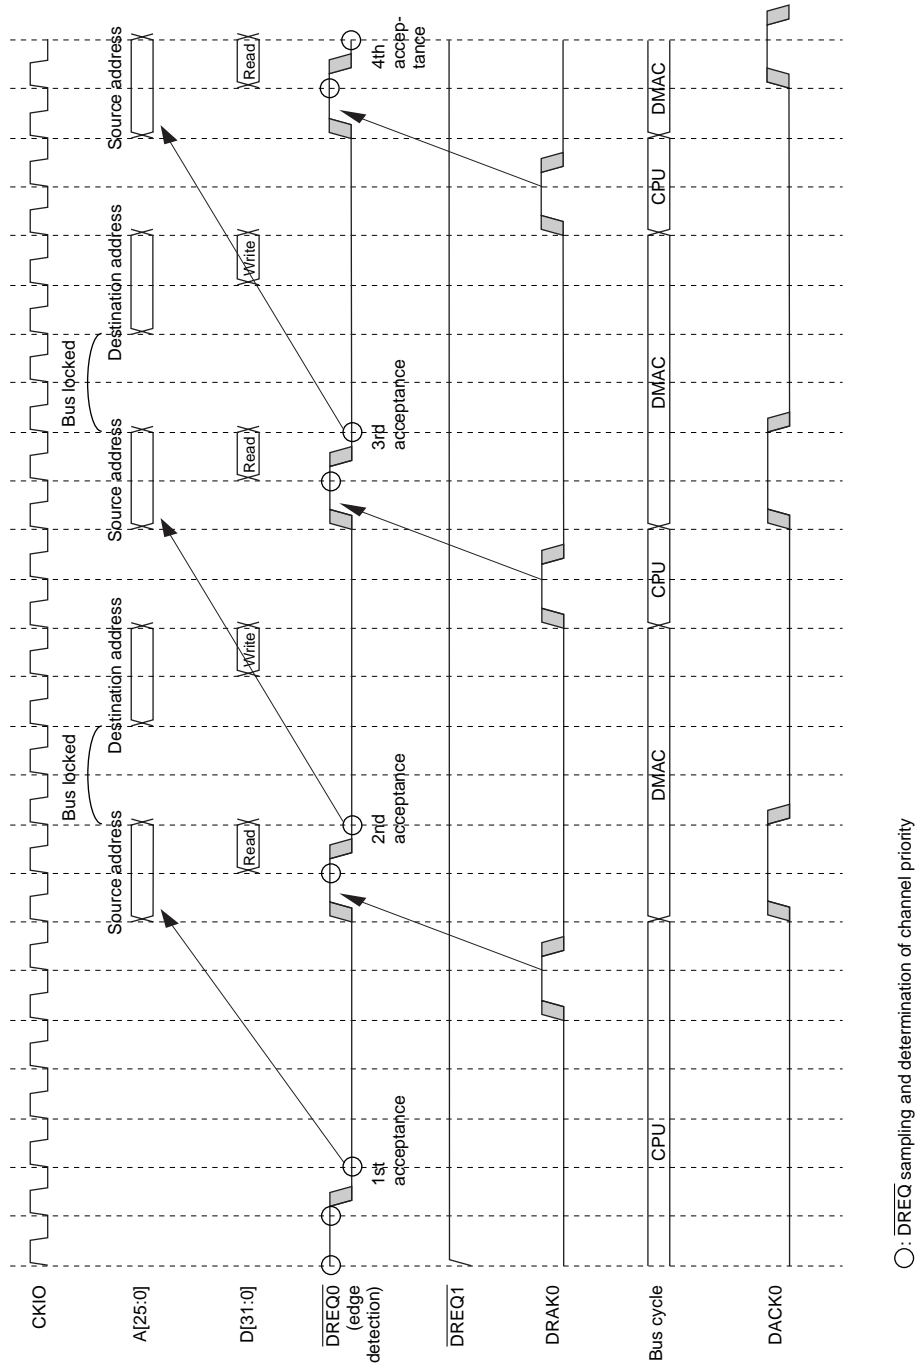 CKIO
Bus locked
Bus locked
A[25:0]
Source address
Destination address
Source address
Destination address
Source address
D[31:0]
Read
Write
Read
Write
Read
DREQ0
(edge
detection)
1st
acceptance
2nd
acceptance
3rd
acceptance
4th
accep-
tance
DREQ1
DRAK0
Bus cycle
CPU
DMAC
CPU
DMAC
CPU
DMAC
DACK0
: DREQ sampling and determination of channel priority